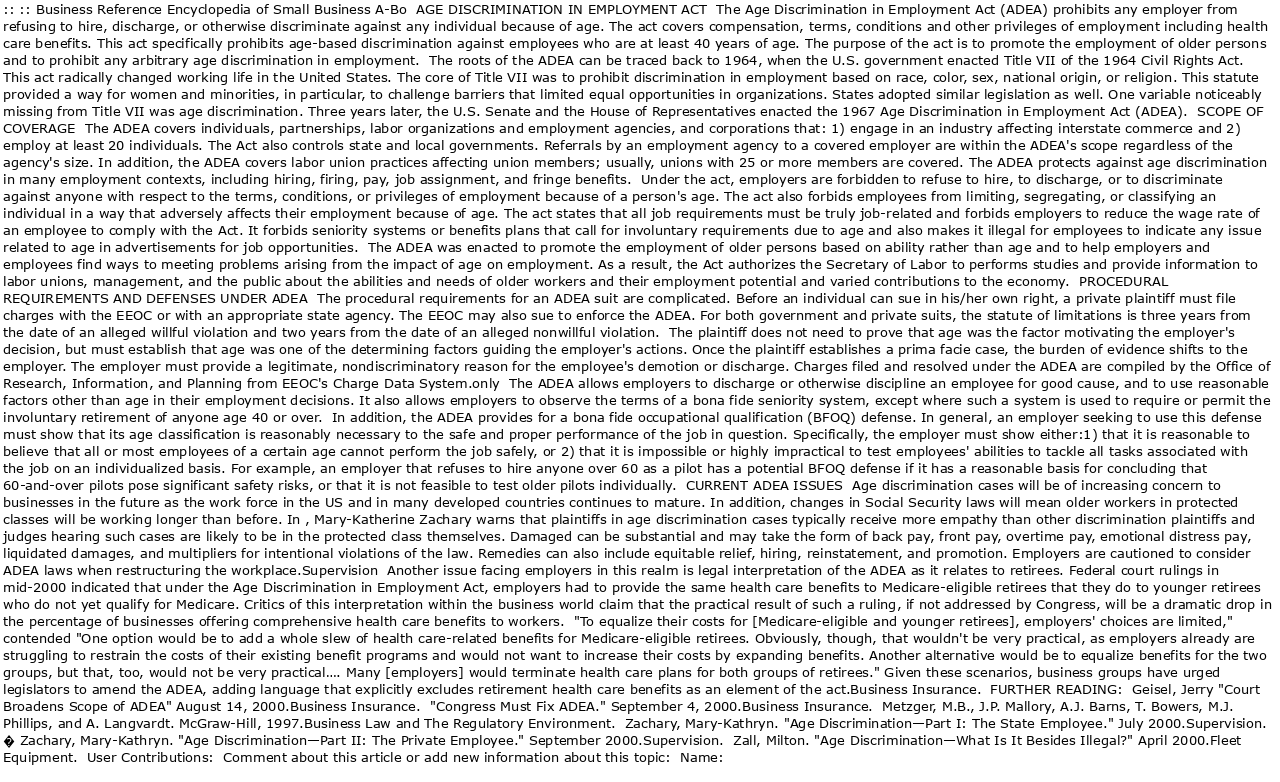 :: :: Business Reference Encyclopedia of Small Business A-Bo  AGE DISCRIMINATION IN EMPLOYMENT ACT  The Age Discrimination in Employment Act (ADEA) prohibits any employer from
refusing to hire, discharge, or otherwise discriminate against any individual because of age. The act covers compensation, terms, conditions and other privileges of employment including health
care benefits. This act specifically prohibits age-based discrimination against employees who are at least 40 years of age. The purpose of the act is to promote the employment of older persons
and to prohibit any arbitrary age discrimination in employment.  The roots of the ADEA can be traced back to 1964, when the U.S. government enacted Title VII of the 1964 Civil Rights Act.
This act radically changed working life in the United States. The core of Title VII was to prohibit discrimination in employment based on race, color, sex, national origin, or religion. This statute
provided a way for women and minorities, in particular, to challenge barriers that limited equal opportunities in organizations. States adopted similar legislation as well. One variable noticeably
missing from Title VII was age discrimination. Three years later, the U.S. Senate and the House of Representatives enacted the 1967 Age Discrimination in Employment Act (ADEA).  SCOPE OF
COVERAGE  The ADEA covers individuals, partnerships, labor organizations and employment agencies, and corporations that: 1) engage in an industry affecting interstate commerce and 2)
employ at least 20 individuals. The Act also controls state and local governments. Referrals by an employment agency to a covered employer are within the ADEA's scope regardless of the
agency's size. In addition, the ADEA covers labor union practices affecting union members; usually, unions with 25 or more members are covered. The ADEA protects against age discrimination
in many employment contexts, including hiring, firing, pay, job assignment, and fringe benefits.  Under the act, employers are forbidden to refuse to hire, to discharge, or to discriminate
against anyone with respect to the terms, conditions, or privileges of employment because of a person's age. The act also forbids employees from limiting, segregating, or classifying an
individual in a way that adversely affects their employment because of age. The act states that all job requirements must be truly job-related and forbids employers to reduce the wage rate of
an employee to comply with the Act. It forbids seniority systems or benefits plans that call for involuntary requirements due to age and also makes it illegal for employees to indicate any issue
related to age in advertisements for job opportunities.  The ADEA was enacted to promote the employment of older persons based on ability rather than age and to help employers and
employees find ways to meeting problems arising from the impact of age on employment. As a result, the Act authorizes the Secretary of Labor to performs studies and provide information to
labor unions, management, and the public about the abilities and needs of older workers and their employment potential and varied contributions to the economy.  PROCEDURAL
REQUIREMENTS AND DEFENSES UNDER ADEA  The procedural requirements for an ADEA suit are complicated. Before an individual can sue in his/her own right, a private plaintiff must file
charges with the EEOC or with an appropriate state agency. The EEOC may also sue to enforce the ADEA. For both government and private suits, the statute of limitations is three years from
the date of an alleged willful violation and two years from the date of an alleged nonwillful violation.  The plaintiff does not need to prove that age was the factor motivating the employer's
decision, but must establish that age was one of the determining factors guiding the employer's actions. Once the plaintiff establishes a prima facie case, the burden of evidence shifts to the
employer. The employer must provide a legitimate, nondiscriminatory reason for the employee's demotion or discharge. Charges filed and resolved under the ADEA are compiled by the Office of
Research, Information, and Planning from EEOC's Charge Data System.only  The ADEA allows employers to discharge or otherwise discipline an employee for good cause, and to use reasonable
factors other than age in their employment decisions. It also allows employers to observe the terms of a bona fide seniority system, except where such a system is used to require or permit the
involuntary retirement of anyone age 40 or over.  In addition, the ADEA provides for a bona fide occupational qualification (BFOQ) defense. In general, an employer seeking to use this defense
must show that its age classification is reasonably necessary to the safe and proper performance of the job in question. Specifically, the employer must show either:1) that it is reasonable to
believe that all or most employees of a certain age cannot perform the job safely, or 2) that it is impossible or highly impractical to test employees' abilities to tackle all tasks associated with
the job on an individualized basis. For example, an employer that refuses to hire anyone over 60 as a pilot has a potential BFOQ defense if it has a reasonable basis for concluding that
60-and-over pilots pose significant safety risks, or that it is not feasible to test older pilots individually.  CURRENT ADEA ISSUES  Age discrimination cases will be of increasing concern to
businesses in the future as the work force in the US and in many developed countries continues to mature. In addition, changes in Social Security laws will mean older workers in protected
classes will be working longer than before. In , Mary-Katherine Zachary warns that plaintiffs in age discrimination cases typically receive more empathy than other discrimination plaintiffs and
judges hearing such cases are likely to be in the protected class themselves. Damaged can be substantial and may take the form of back pay, front pay, overtime pay, emotional distress pay,
liquidated damages, and multipliers for intentional violations of the law. Remedies can also include equitable relief, hiring, reinstatement, and promotion. Employers are cautioned to consider
ADEA laws when restructuring the workplace.Supervision  Another issue facing employers in this realm is legal interpretation of the ADEA as it relates to retirees. Federal court rulings in
mid-2000 indicated that under the Age Discrimination in Employment Act, employers had to provide the same health care benefits to Medicare-eligible retirees that they do to younger retirees
who do not yet qualify for Medicare. Critics of this interpretation within the business world claim that the practical result of such a ruling, if not addressed by Congress, will be a dramatic drop in
the percentage of businesses offering comprehensive health care benefits to workers.  "To equalize their costs for [Medicare-eligible and younger retirees], employers' choices are limited,"
contended "One option would be to add a whole slew of health care-related benefits for Medicare-eligible retirees. Obviously, though, that wouldn't be very practical, as employers already are
struggling to restrain the costs of their existing benefit programs and would not want to increase their costs by expanding benefits. Another alternative would be to equalize benefits for the two
groups, but that, too, would not be very practical…. Many [employers] would terminate health care plans for both groups of retirees." Given these scenarios, business groups have urged
legislators to amend the ADEA, adding language that explicitly excludes retirement health care benefits as an element of the act.Business Insurance.  FURTHER READING:  Geisel, Jerry "Court
Broadens Scope of ADEA" August 14, 2000.Business Insurance.  "Congress Must Fix ADEA." September 4, 2000.Business Insurance.  Metzger, M.B., J.P. Mallory, A.J. Barns, T. Bowers, M.J.
Phillips, and A. Langvardt. McGraw-Hill, 1997.Business Law and The Regulatory Environment.  Zachary, Mary-Kathryn. "Age Discrimination—Part I: The State Employee." July 2000.Supervision.
� Zachary, Mary-Kathryn. "Age Discrimination—Part II: The Private Employee." September 2000.Supervision.  Zall, Milton. "Age Discrimination—What Is It Besides Illegal?" April 2000.Fleet
Equipment.  User Contributions:  Comment about this article or add new information about this topic:  Name: